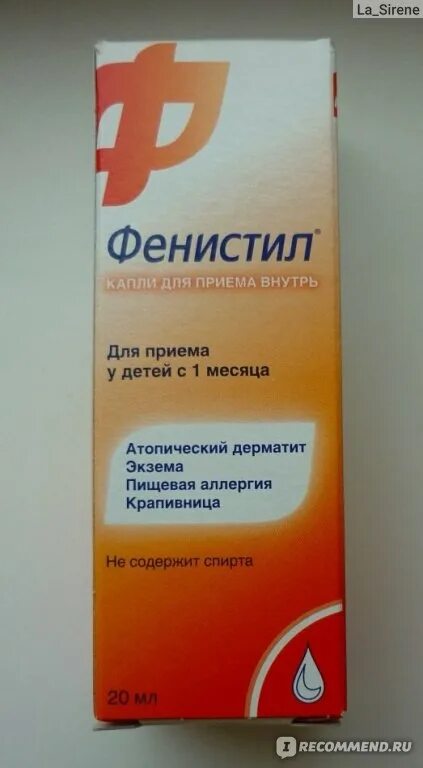 La_Sirene
Фенистил®
КАПЛИ ДЛЯ ПРИЕМА ВНУТРЬ
Для приема
у детей с 1 месяца
Атопический дерматит
Экзема
Пищевая аллергия
Крапивница
Не содержит спирта
20 мл
IRECOMMEND.RU